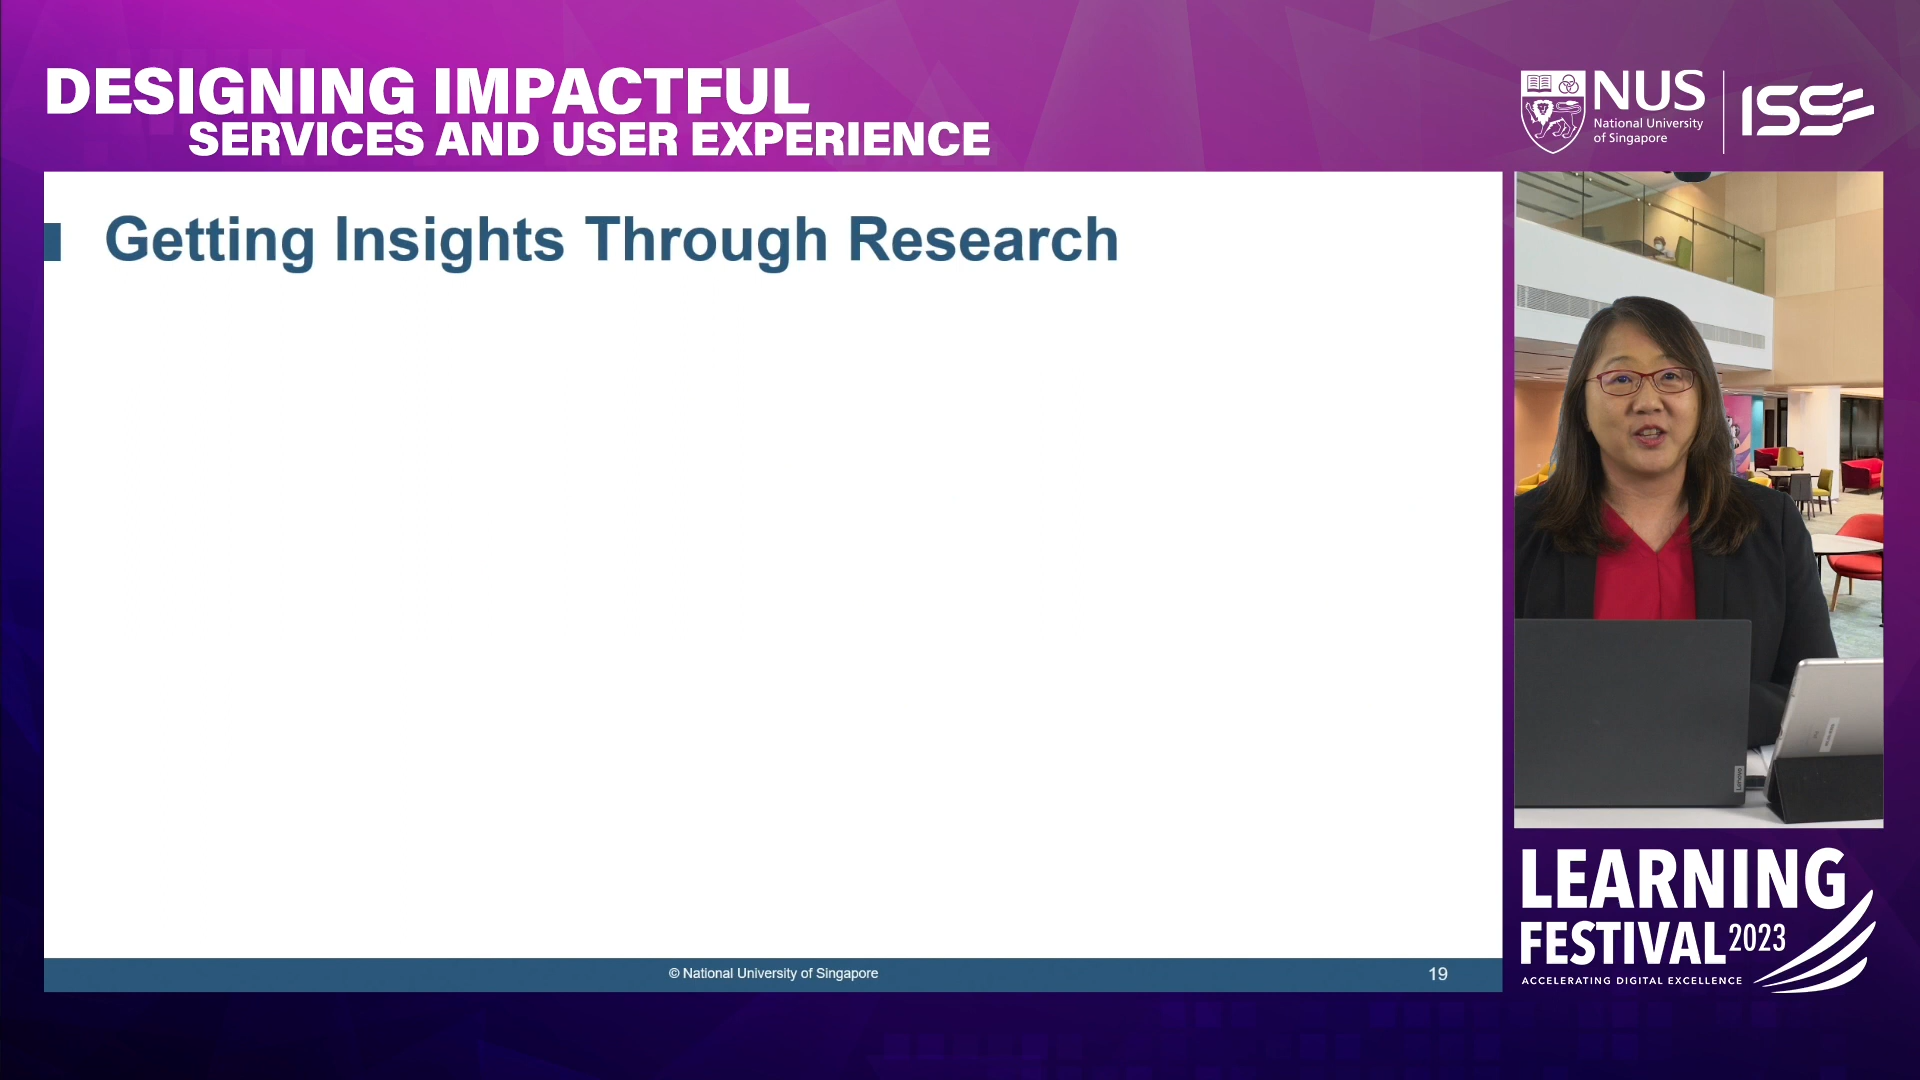 DESIGNING IMPACTFUL
SERVICES AND USER EXPERIENCE
NUS
National University
of Singapore
ISS
Getting Insights Through Research
© National University of Singapore
19
Lenovo
LEARNING
FESTIVAL 2023
ACCELERATING DIGITAL EXCELLENCE